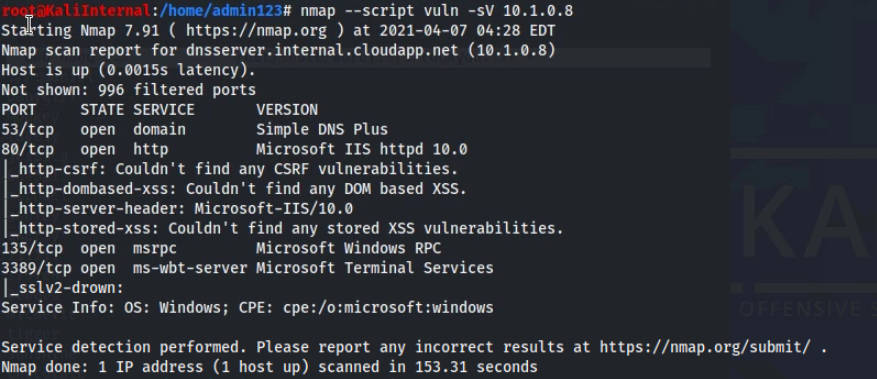 root@KaliInternal:/home/admin123# nmap --script vuln -sV 10.1.0.8
Starting Nmap 7.91 ( https://nmap.org ) at 2021-04-07 04:28 EDT
Nmap scan report for dnsserver.internal.cloudapp.net (10.1.0.8)
Host is up (0.0015s latency).
Not shown: 996 filtered ports
PORT     STATE SERVICE       VERSION
53/tcp   open  domain        Simple DNS Plus
80/tcp   open  http          Microsoft IIS httpd 10.0
|_http-csrf: Couldn't find any CSRF vulnerabilities.
|_http-dombased-xss: Couldn't find any DOM based XSS.
|_http-server-header: Microsoft-IIS/10.0
|_http-stored-xss: Couldn't find any stored XSS vulnerabilities.
135/tcp  open  msrpc         Microsoft Windows RPC
3389/tcp open  ms-wbt-server Microsoft Terminal Services
|_sslv2-drown:
Service Info: OS: Windows; CPE: cpe:/o:microsoft:windows
Service detection performed. Please report any incorrect results at https://nmap.org/submit/ .
Nmap done: 1 IP address (1 host up) scanned in 153.31 seconds
KA
OFFENSIVE S